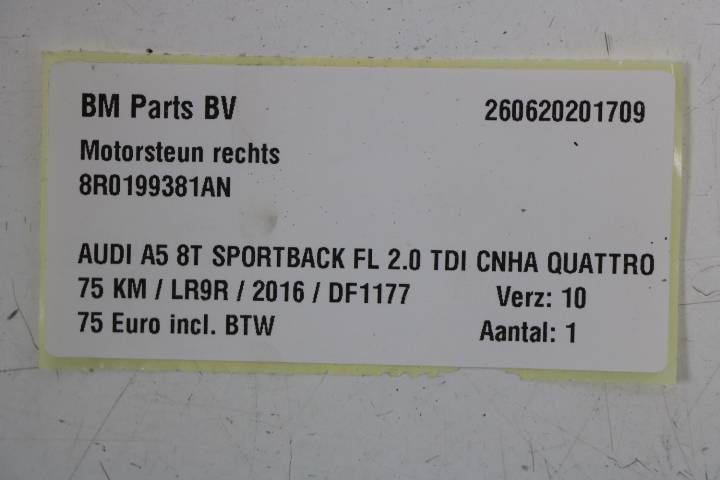 BM Parts BV 260620201709
Motorsteun rechts
8R0199381AN
AUDI A5 8T SPORTBACK FL 2.0 TDI CNHA QUATTRO
75 KM / LR9R / 2016 / DF1177 Verz: 10
75 Euro incl. BTW Aantal: 1